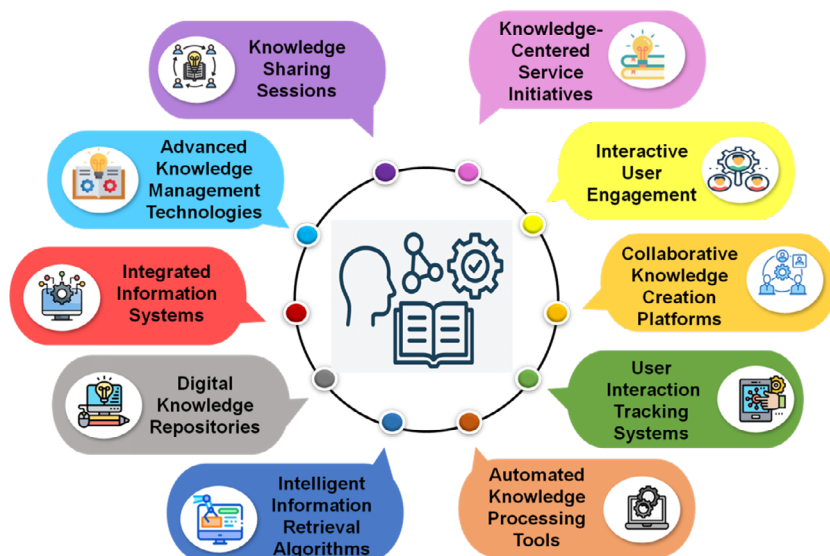 Knowledge
Sharing
Sessions
Knowledge-
Centered
Service
Initiatives
Advanced
Knowledge
Management
Technologies
Interactive
User
Engagement
Integrated
Information
Systems
Collaborative
Knowledge
Creation
Platforms
Digital
Knowledge
Repositories
User
Interaction
Tracking
Systems
Intelligent
Information
Retrieval
Algorithms
Automated
Knowledge
Processing
Tools